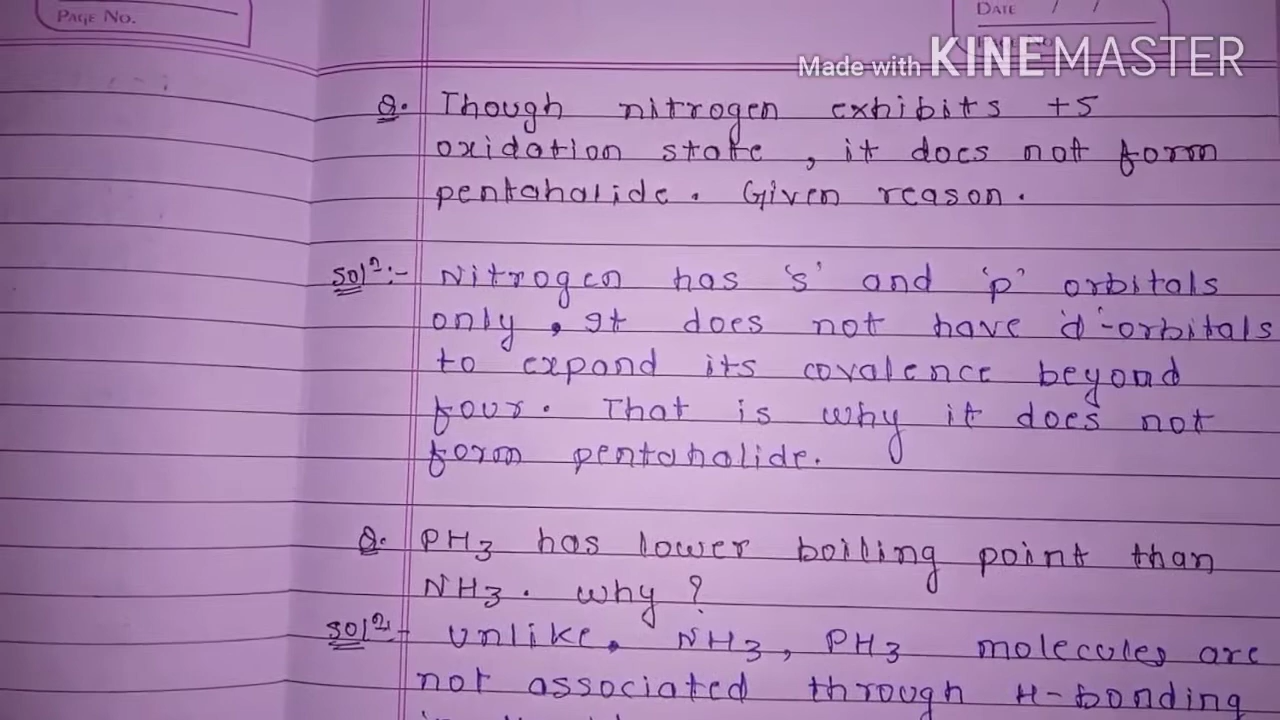 PAGE NO.
DATE / /
Made with KINEMASTER
Q. Though nitrogen exhibits +5
oxidation state , it does not form
pentahalide. Given reason.
Solⁿ:- Nitrogen has 's' and 'p' orbitals
only, It does not have d-orbitals
to expand its covalence beyond
four. That is why it does not
form pentahalide.
Q. PH3 has lower boiling point than
NH3. Why?
Solⁿ:- Unlike, NH3, PH3 molecules are
not associated through H-bonding